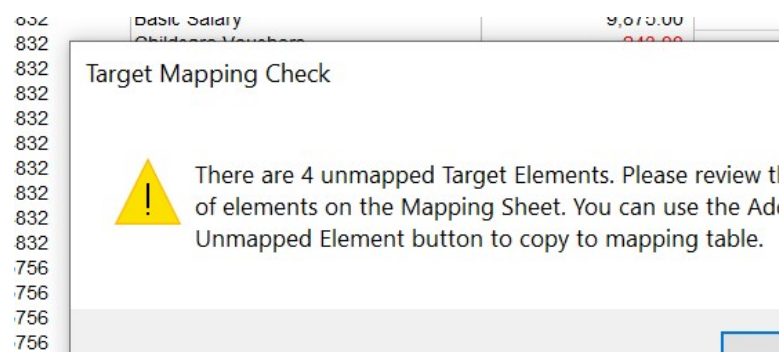 832 Basic Salary 9,875.00
832 Childcare Vouchers
832 Target Mapping Check
832
832
832
832 There are 4 unmapped Target Elements. Please review
832 of elements on the Mapping Sheet. You can use the
832
832 Unmapped Element button to copy to mapping table.
756
756
756
756